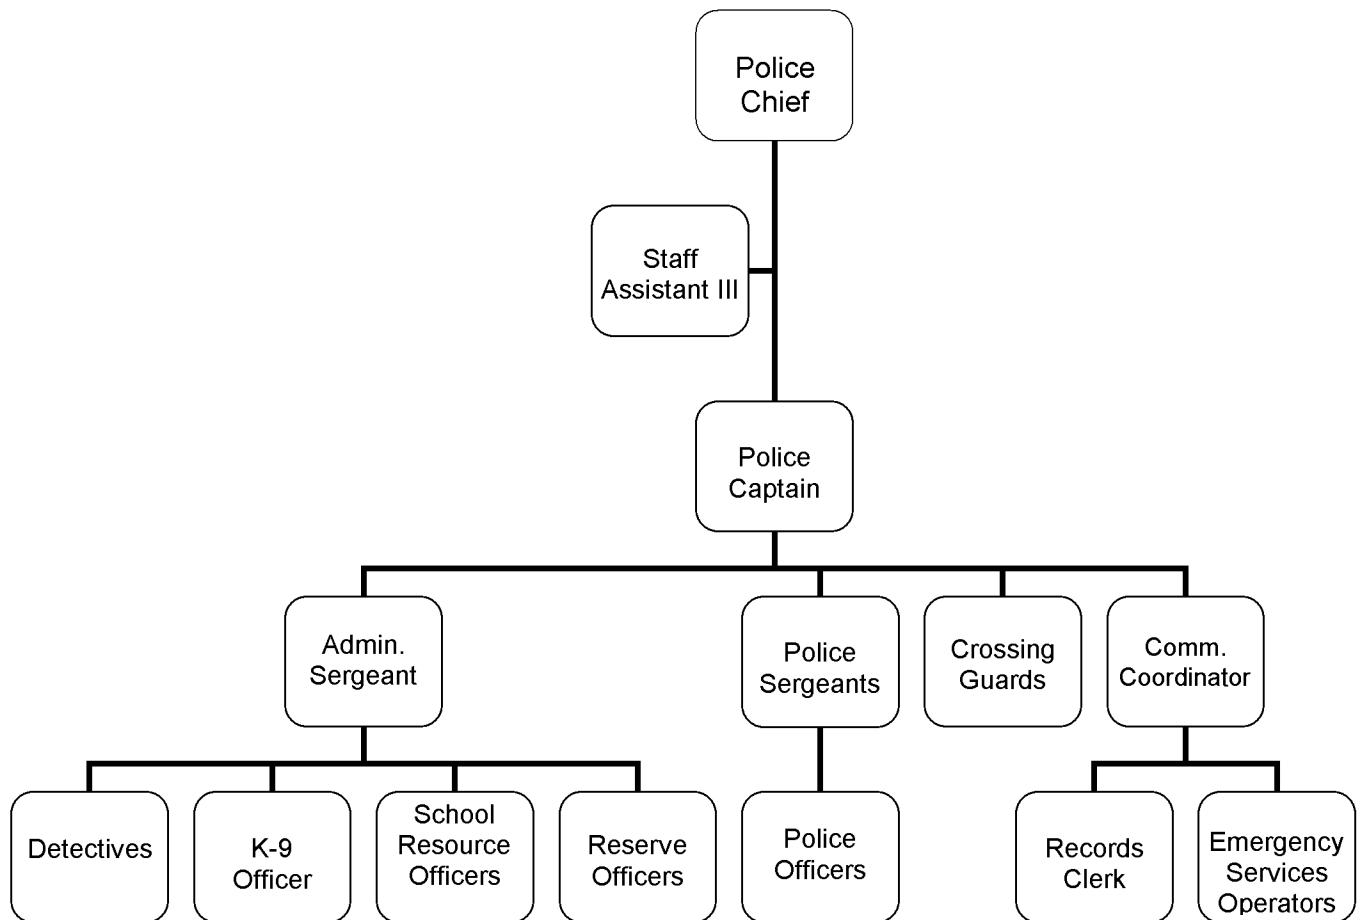 Police
Chief
Staff
Assistant III
Police
Captain
Admin.
Sergeant
Police
Sergeants
Crossing
Guards
Comm.
Coordinator
Detectives
K-9
Officer
School
Resource
Officers
Reserve
Officers
Police
Officers
Records
Clerk
Emergency
Services
Operators